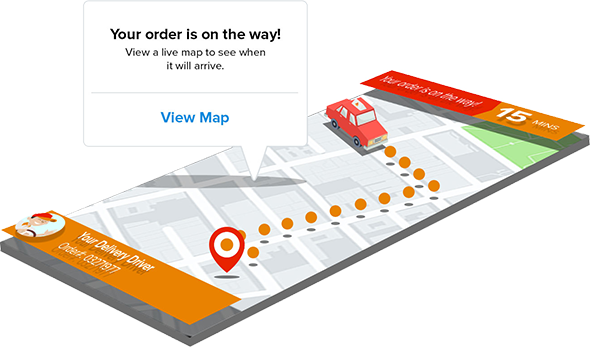 Your order is on the way!
View a live map to see when
it will arrive.
View Map
Your order is on the way!
15 MINS
Your Delivery Driver
Order#: 03271977